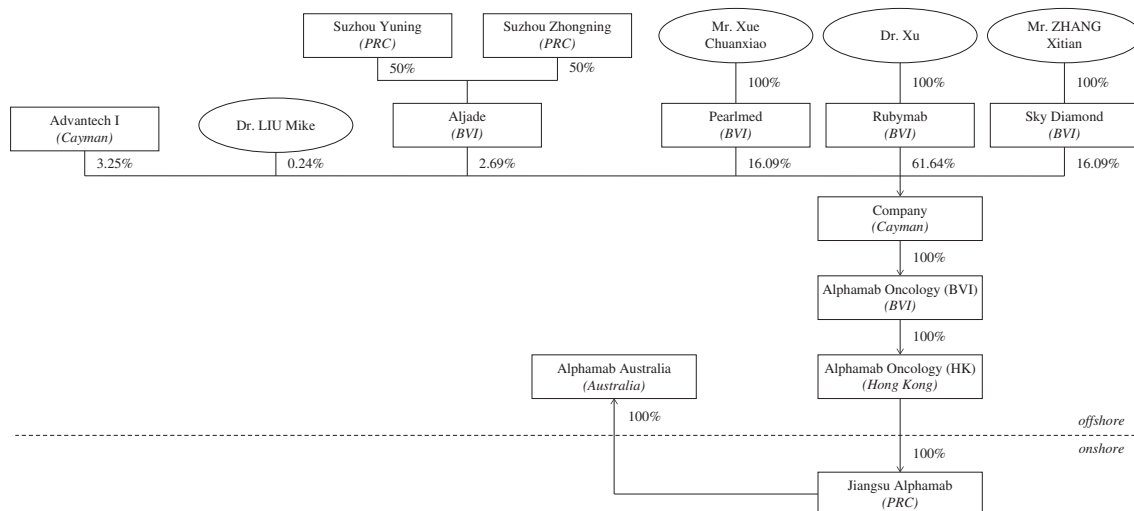 Suzhou Yuning
(PRC)
Suzhou Zhongning
(PRC)
Mr. Xue
Chuanxiao
Dr. Xu
Mr. ZHANG
Xitian
50%
50%
100%
100%
100%
Advantech I
(Cayman)
Dr. LIU Mike
Aljade
(BVI)
Pearlmed
(BVI)
Rubymab
(BVI)
Sky Diamond
(BVI)
3.25%
0.24%
2.69%
16.09%
61.64%
16.09%
Company
(Cayman)
100%
Alphamab Oncology (BVI)
(BVI)
100%
Alphamab Australia
(Australia)
Alphamab Oncology (HK)
(Hong Kong)
100%
offshore
onshore
100%
Jiangsu Alphamab
(PRC)